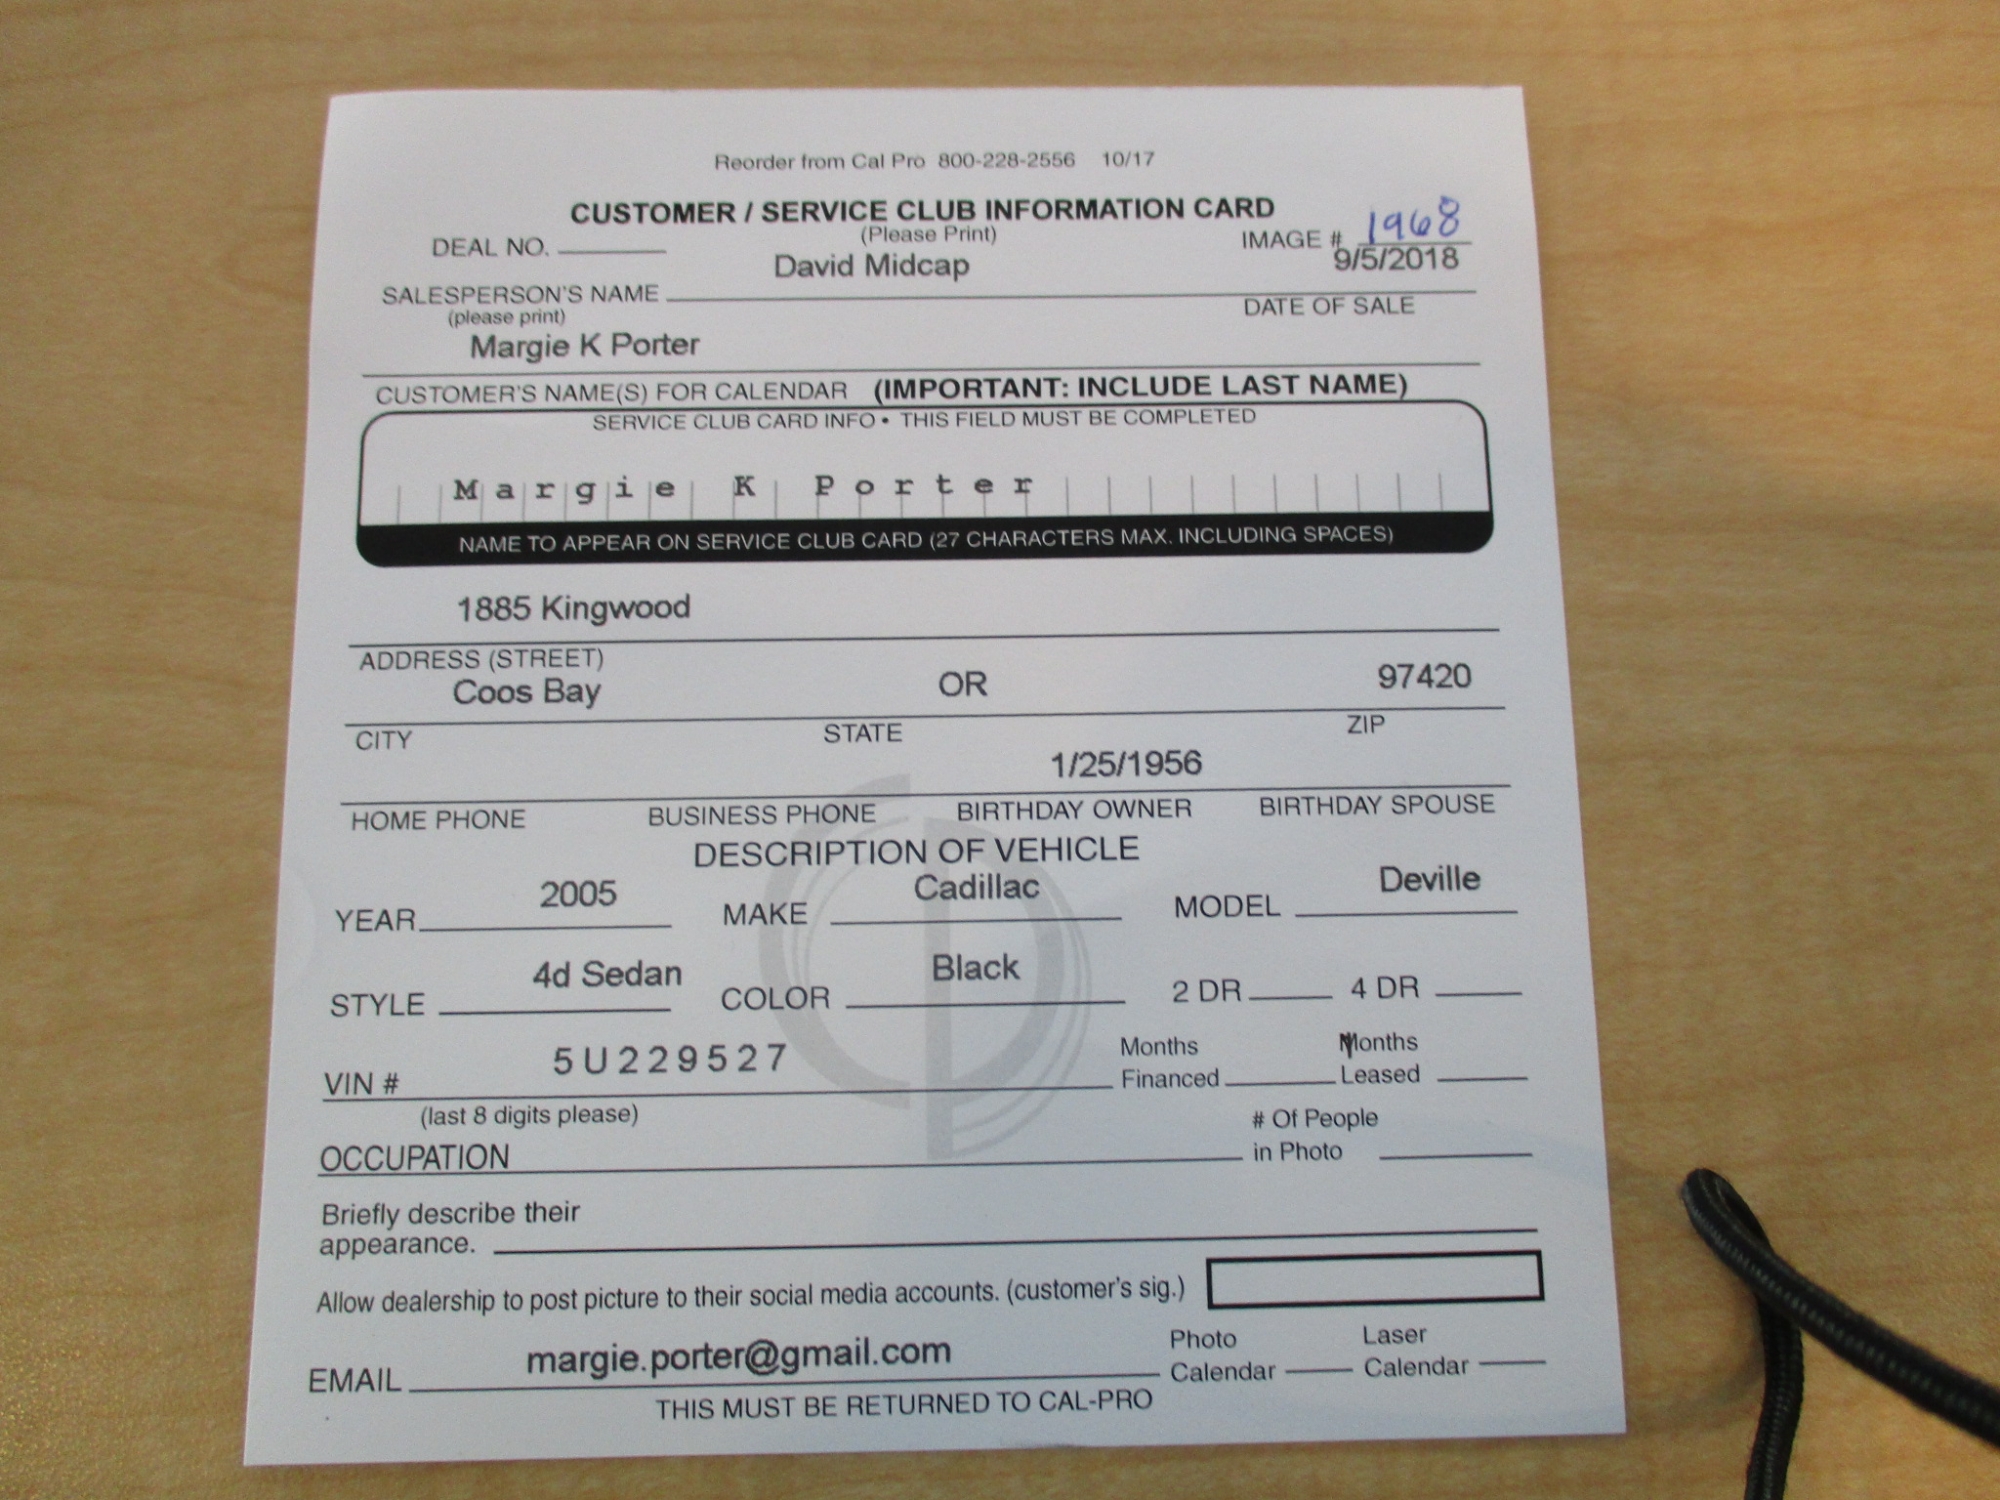 Reorder from Cal Pro 800-228-2556 10/17
CUSTOMER / SERVICE CLUB INFORMATION CARD
(Please Print)
DEAL NO.
IMAGE # 1968
David Midcap 9/5/2018
SALESPERSON'S NAME DATE OF SALE
(please print)
Margie K Porter
CUSTOMER'S NAME(S) FOR CALENDAR (IMPORTANT: INCLUDE LAST NAME)
SERVICE CLUB CARD INFO • THIS FIELD MUST BE COMPLETED
Margie K Porter
NAME TO APPEAR ON SERVICE CLUB CARD (27 CHARACTERS MAX. INCLUDING SPACES)
1885 Kingwood
ADDRESS (STREET)
Coos Bay OR 97420
CITY STATE ZIP
1/25/1956
HOME PHONE BUSINESS PHONE BIRTHDAY OWNER BIRTHDAY SPOUSE
DESCRIPTION OF VEHICLE
YEAR 2005 MAKE Cadillac MODEL Deville
STYLE 4d Sedan COLOR Black 2 DR 4 DR
VIN # 5U229527
(last 8 digits please)
Months
Financed
Months
Leased
OCCUPATION
# Of People
in Photo
Briefly describe their
appearance.
Allow dealership to post picture to their social media accounts. (customer's sig.)
EMAIL margie.porter@gmail.com
Photo
Calendar
Laser
Calendar
THIS MUST BE RETURNED TO CAL-PRO